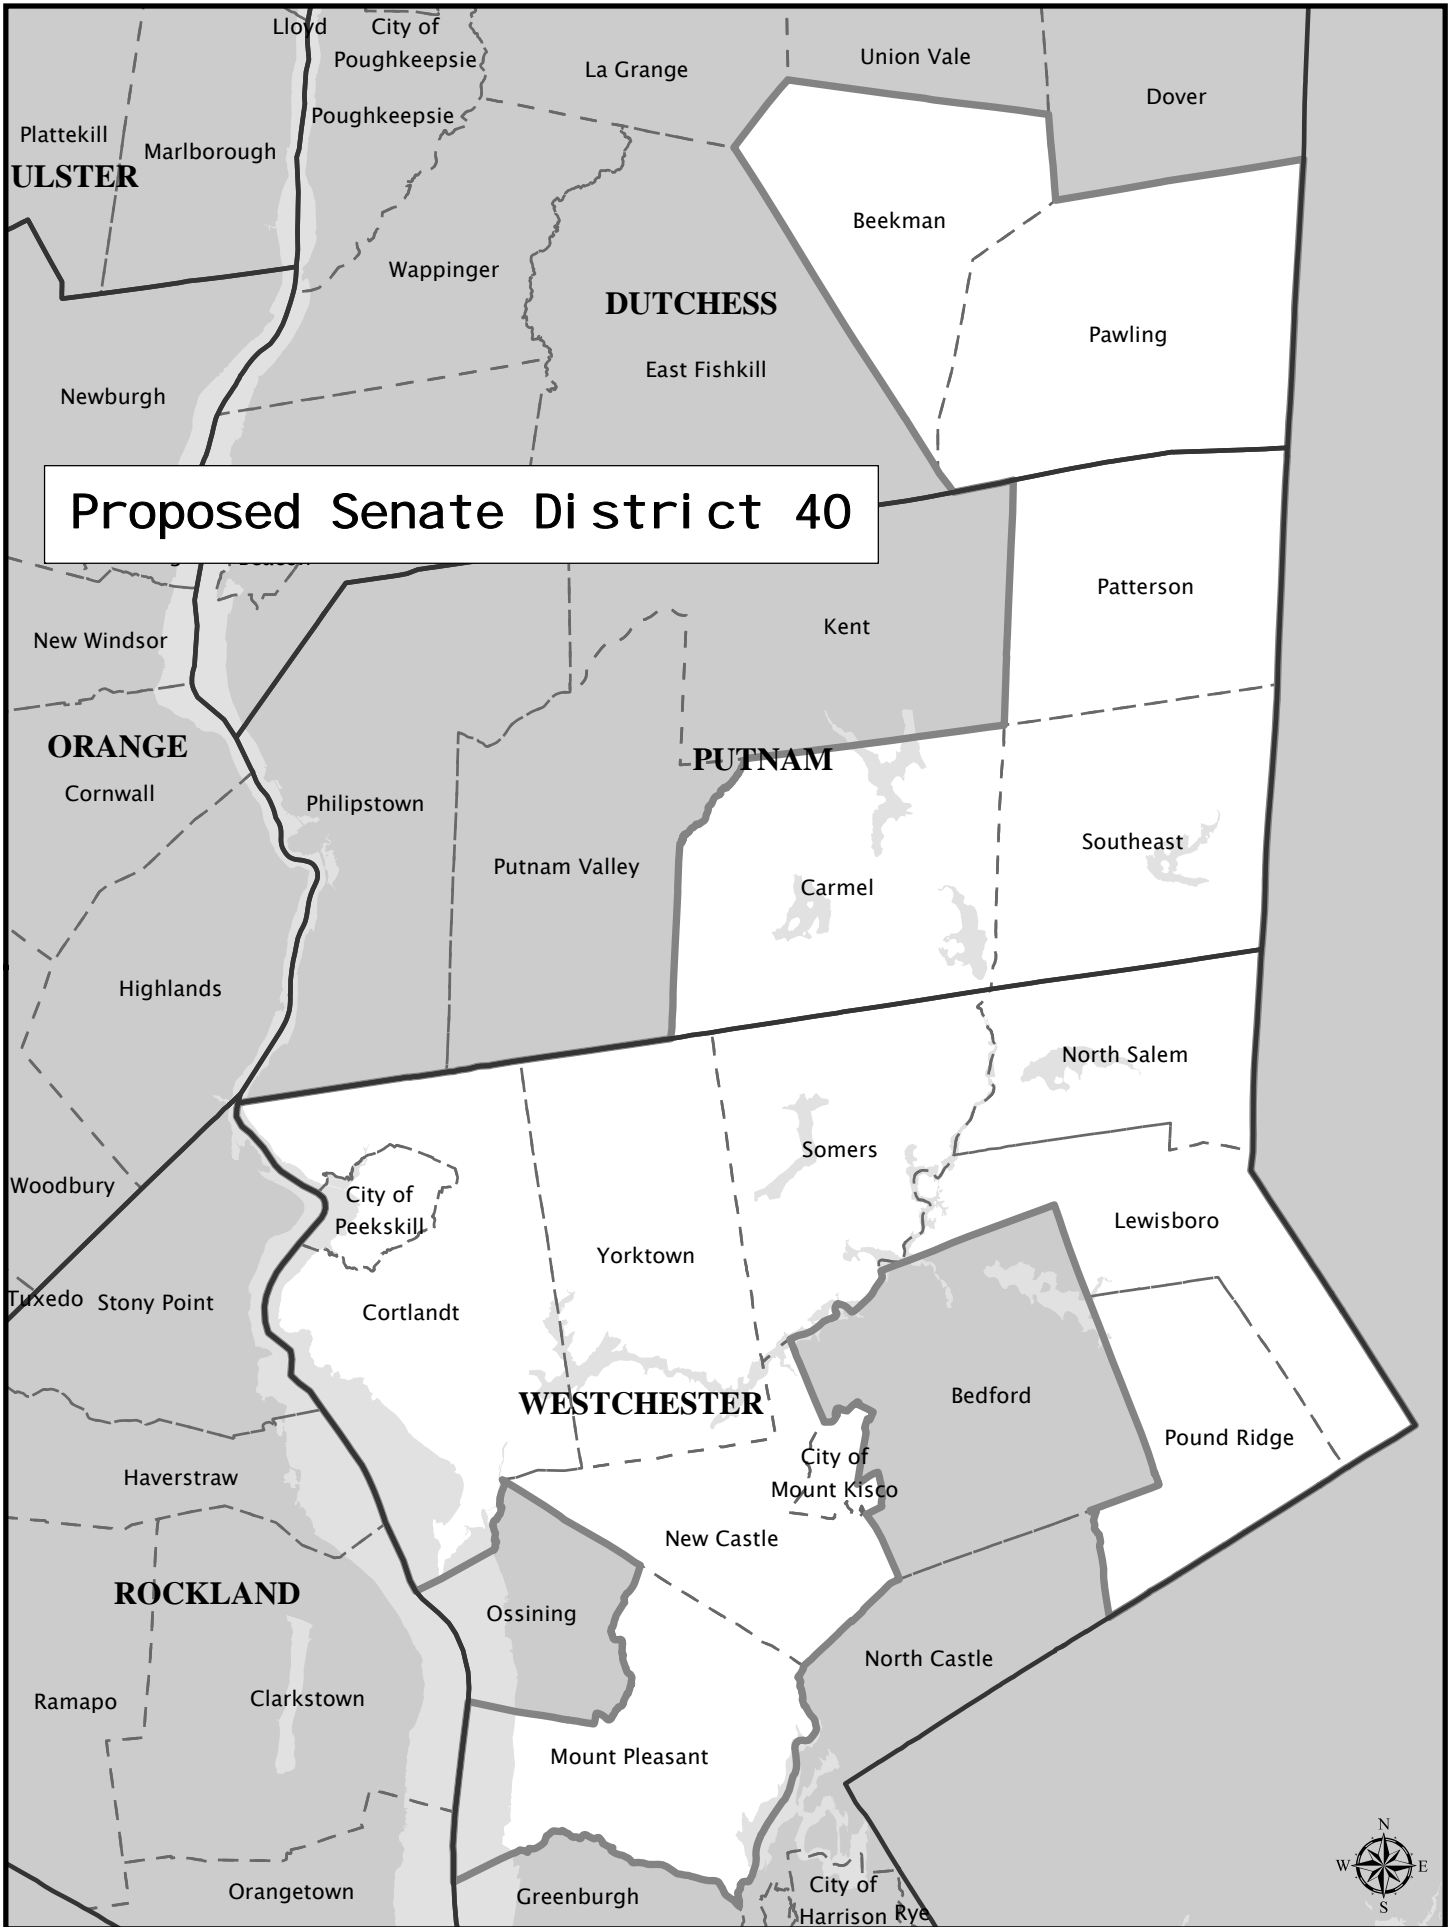 Lloyd
City of
Poughkeepsie
La Grange
Union Vale
Dover
Plattekill
Marlborough
Poughkeepsie
ULSTER
Beekman
Wappinger
DUTCHESS
Pawling
East Fishkill
Newburgh
Proposed Senate District 40
Patterson
Kent
New Windsor
ORANGE
PUTNAM
Cornwall
Philipstown
Southeast
Putnam Valley
Carmel
Highlands
North Salem
Somers
Woodbury
City of
Peekskill
Lewisboro
Yorktown
Tuxedo
Stony Point
Cortlandt
WESTCHESTER
Bedford
Pound Ridge
City of
Mount Kisco
Haverstraw
New Castle
ROCKLAND
Ossining
North Castle
Ramapo
Clarkstown
Mount Pleasant
N
W
E
S
Orangetown
Greenburgh
City of
Harrison
Rye